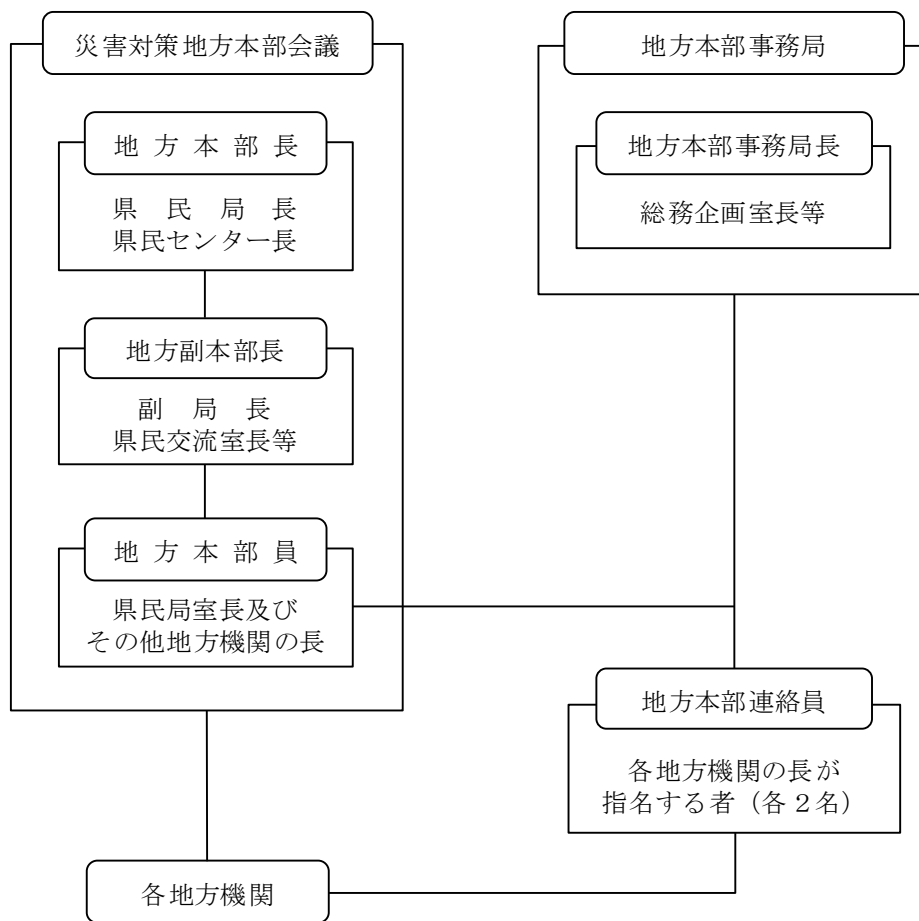 災害対策地方本部会議
地方本部長
県民局長
県民センター長
地方副本部長
副局長
県民交流室長等
地方本部員
県民局室長及び
その他地方機関の長
地方本部事務局
地方本部事務局長
総務企画室長等
地方本部連絡員
各地方機関の長が
指名する者（各２名）
各地方機関